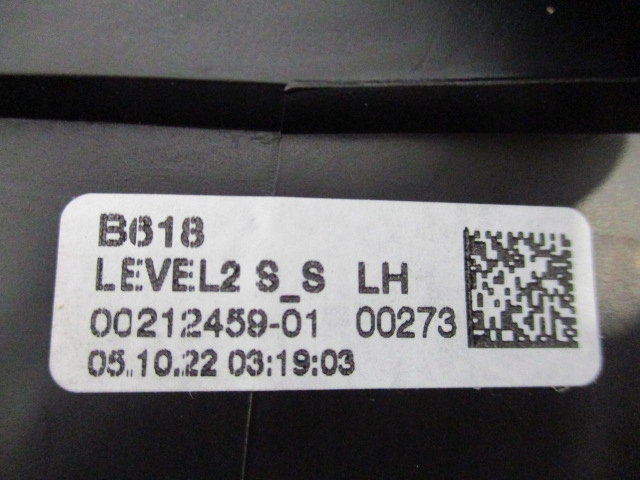 B618
LEVEL2 S_S LH
00212459-01 00273
05.10.22 03:19:03